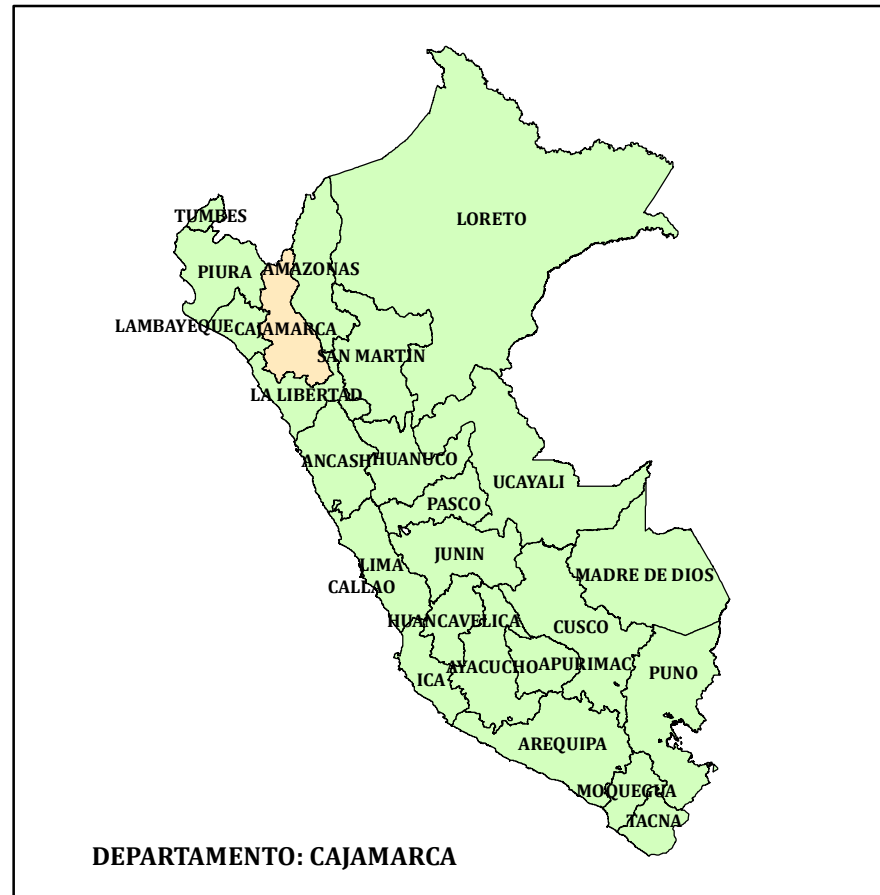 TUMBES
LORETO
PIURA
AMAZONAS
LAMBAYEQUE
CAJAMARCA
SAN MARTIN
LA LIBERTAD
ANCASH
HUANUCO
UCAYALI
PASCO
JUNIN
LIMA
MADRE DE DIOS
CALLAO
HUANCAVELICA
CUSCO
AYACUCHO
APURIMAC
PUNO
ICA
AREQUIPA
MOQUEGUA
TACNA
DEPARTAMENTO: CAJAMARCA